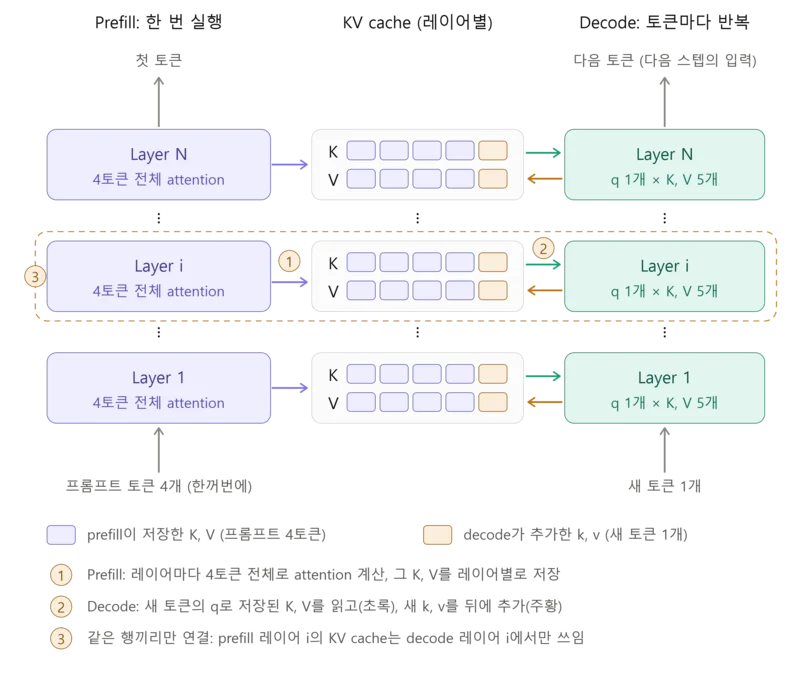 Prefill: 한 번 실행
KV cache (레이어별)
Decode: 토큰마다 반복
첫 토큰
다음 토큰 (다음 스텝의 입력)
Layer N
4토큰 전체 attention
K
V
Layer N
q 1개 × K, V 5개
⋮
⋮
⋮
3
Layer i
4토큰 전체 attention
1
K
V
2
Layer i
q 1개 × K, V 5개
⋮
⋮
⋮
Layer 1
4토큰 전체 attention
K
V
Layer 1
q 1개 × K, V 5개
프롬프트 토큰 4개 (한꺼번에)
새 토큰 1개
prefill이 저장한 K, V (프롬프트 4토큰)
decode가 추가한 k, v (새 토큰 1개)
1 Prefill: 레이어마다 4토큰 전체로 attention 계산, 그 K, V를 레이어별로 저장
2 Decode: 새 토큰의 q로 저장된 K, V를 읽고(초록), 새 k, v를 뒤에 추가(주황)
3 같은 행끼리만 연결: prefill 레이어 i의 KV cache는 decode 레이어 i에서만 쓰임